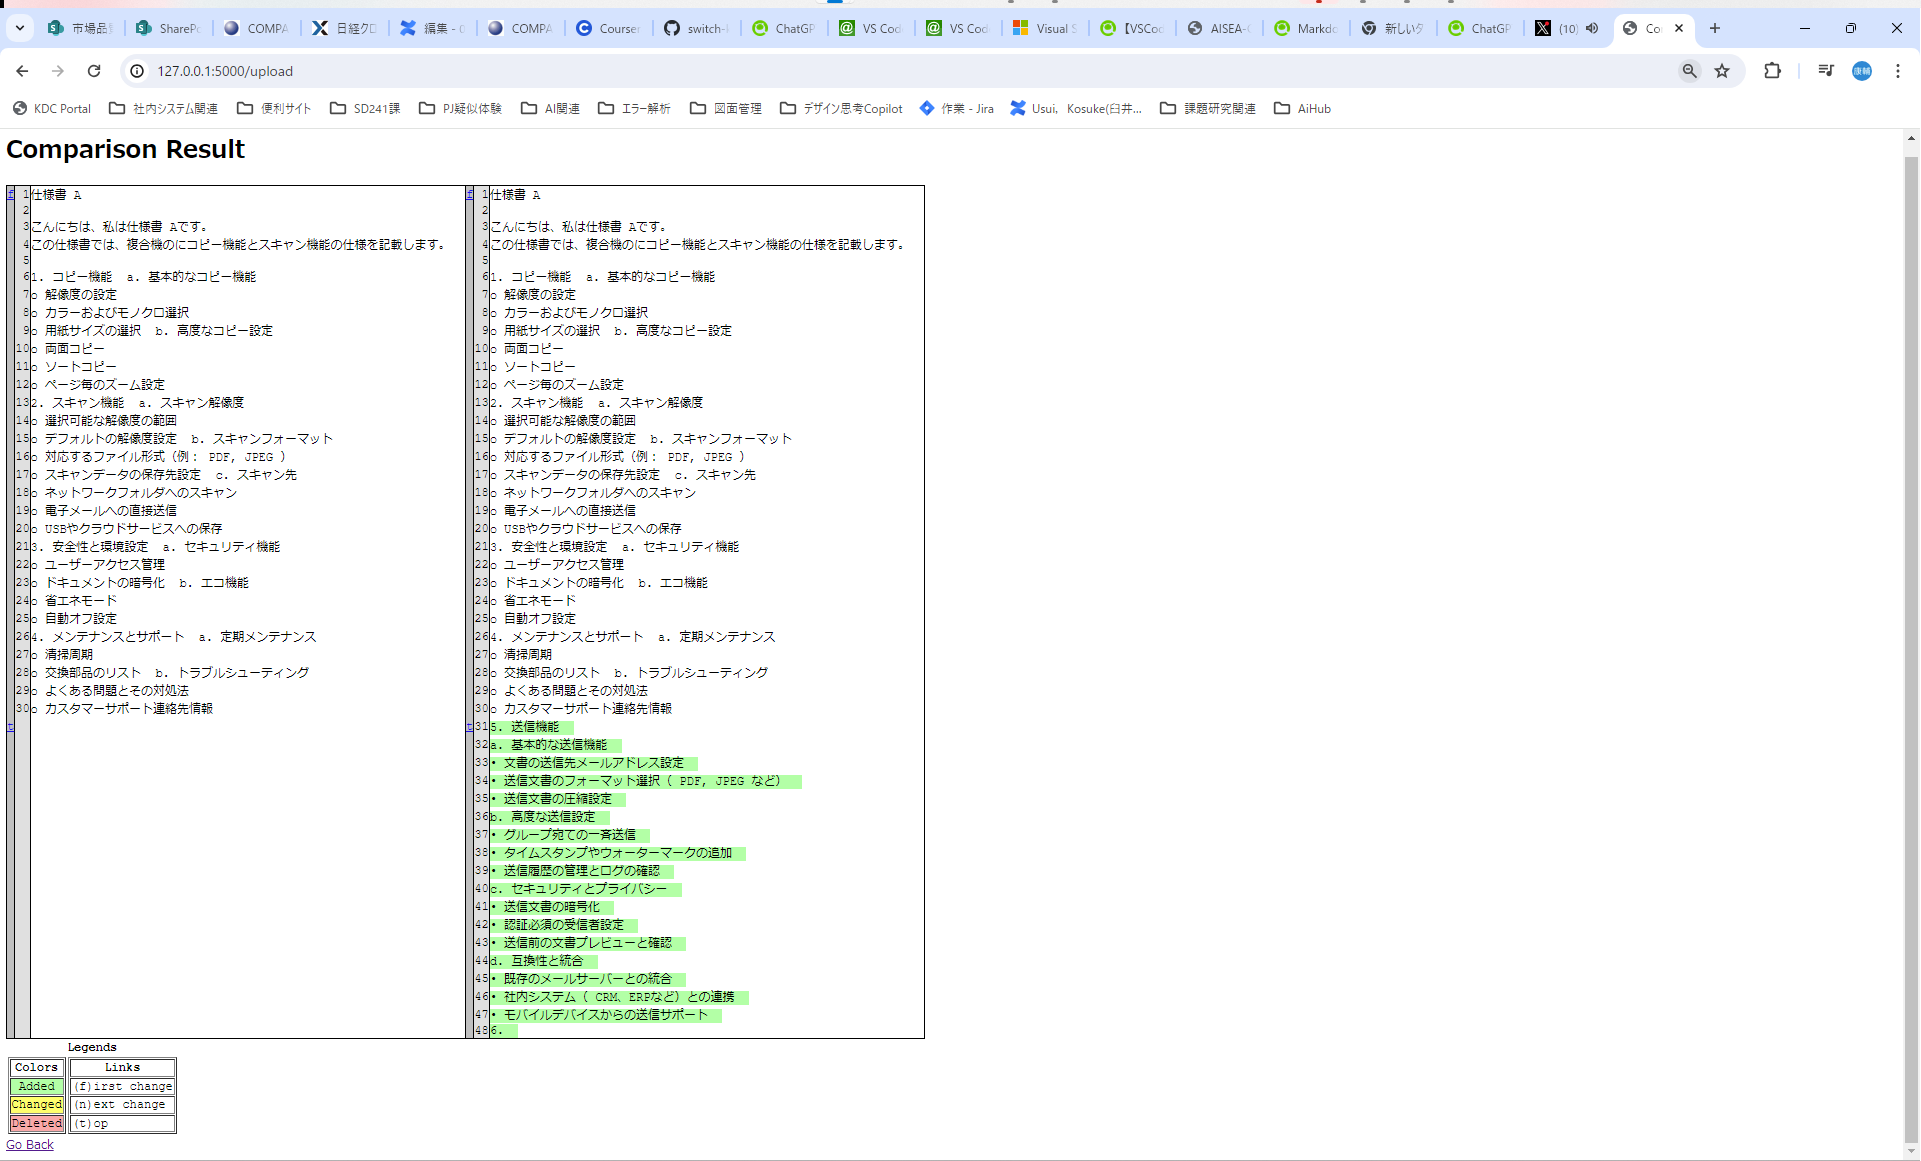 市場品
SharePo
COMPA
日経クロ
編集 - c
COMPA
Courser
switch-
ChatGP
VS Cod
VS Cod
Visual S
【VSCo
AISEA-C
Markdo
新しいタ
ChatGP
(10)
Co
127.0.0.1:5000/upload
康輔
KDC Portal
社内システム関連
便利サイト
SD241課
PJ疑似体験
AI関連
エラー解析
図面管理
デザイン思考Copilot
作業 - Jira
Usui, Kosuke(臼井...
課題研究関連
AiHub
Comparison Result
f 1 仕様書 A f 1 仕様書 A
2 2
3 こんにちは、私は仕様書 Aです。 3 こんにちは、私は仕様書 Aです。
4 この仕様書では、複合機のにコピー機能とスキャン機能の仕様を記載します。 4 この仕様書では、複合機のにコピー機能とスキャン機能の仕様を記載します。
5 5
6 1. コピー機能 a. 基本的なコピー機能 6 1. コピー機能 a. 基本的なコピー機能
7 o 解像度の設定 7 o 解像度の設定
8 o カラーおよびモノクロ選択 8 o カラーおよびモノクロ選択
9 o 用紙サイズの選択 b. 高度なコピー設定 9 o 用紙サイズの選択 b. 高度なコピー設定
10 o 両面コピー 10 o 両面コピー
11 o ソートコピー 11 o ソートコピー
12 o ページ毎のズーム設定 12 o ページ毎のズーム設定
13 2. スキャン機能 a. スキャン解像度 13 2. スキャン機能 a. スキャン解像度
14 o 選択可能な解像度の範囲 14 o 選択可能な解像度の範囲
15 o デフォルトの解像度設定 b. スキャンフォーマット 15 o デフォルトの解像度設定 b. スキャンフォーマット
16 o 対応するファイル形式（例： PDF, JPEG ） 16 o 対応するファイル形式（例： PDF, JPEG ）
17 o スキャンデータの保存先設定 c. スキャン先 17 o スキャンデータの保存先設定 c. スキャン先
18 o ネットワークフォルダへのスキャン 18 o ネットワークフォルダへのスキャン
19 o 電子メールへの直接送信 19 o 電子メールへの直接送信
20 o USBやクラウドサービスへの保存 20 o USBやクラウドサービスへの保存
21 3. 安全性と環境設定 a. セキュリティ機能 21 3. 安全性と環境設定 a. セキュリティ機能
22 o ユーザーアクセス管理 22 o ユーザーアクセス管理
23 o ドキュメントの暗号化 b. エコ機能 23 o ドキュメントの暗号化 b. エコ機能
24 o 省エネモード 24 o 省エネモード
25 o 自動オフ設定 25 o 自動オフ設定
26 4. メンテナンスとサポート a. 定期メンテナンス 26 4. メンテナンスとサポート a. 定期メンテナンス
27 o 清掃周期 27 o 清掃周期
28 o 交換部品のリスト b. トラブルシューティング 28 o 交換部品のリスト b. トラブルシューティング
29 o よくある問題とその対処法 29 o よくある問題とその対処法
30 o カスタマーサポート連絡先情報 30 o カスタマーサポート連絡先情報
t t 31 5. 送信機能
32 a. 基本的な送信機能
33 • 文書の送信先メールアドレス設定
34 • 送信文書のフォーマット選択（ PDF, JPEG など）
35 • 送信文書の圧縮設定
36 b. 高度な送信設定
37 • グループ宛ての一斉送信
38 • タイムスタンプやウォーターマークの追加
39 • 送信履歴の管理とログの確認
40 c. セキュリティとプライバシー
41 • 送信文書の暗号化
42 • 認証必須の受信者設定
43 • 送信前の文書プレビューと確認
44 d. 互換性と統合
45 • 既存のメールサーバーとの統合
46 • 社内システム（ CRM、ERPなど）との連携
47 • モバイルデバイスからの送信サポート
48 6.
Legends
Colors Links
Added (f)irst change
Changed (n)ext change
Deleted (t)op
Go Back